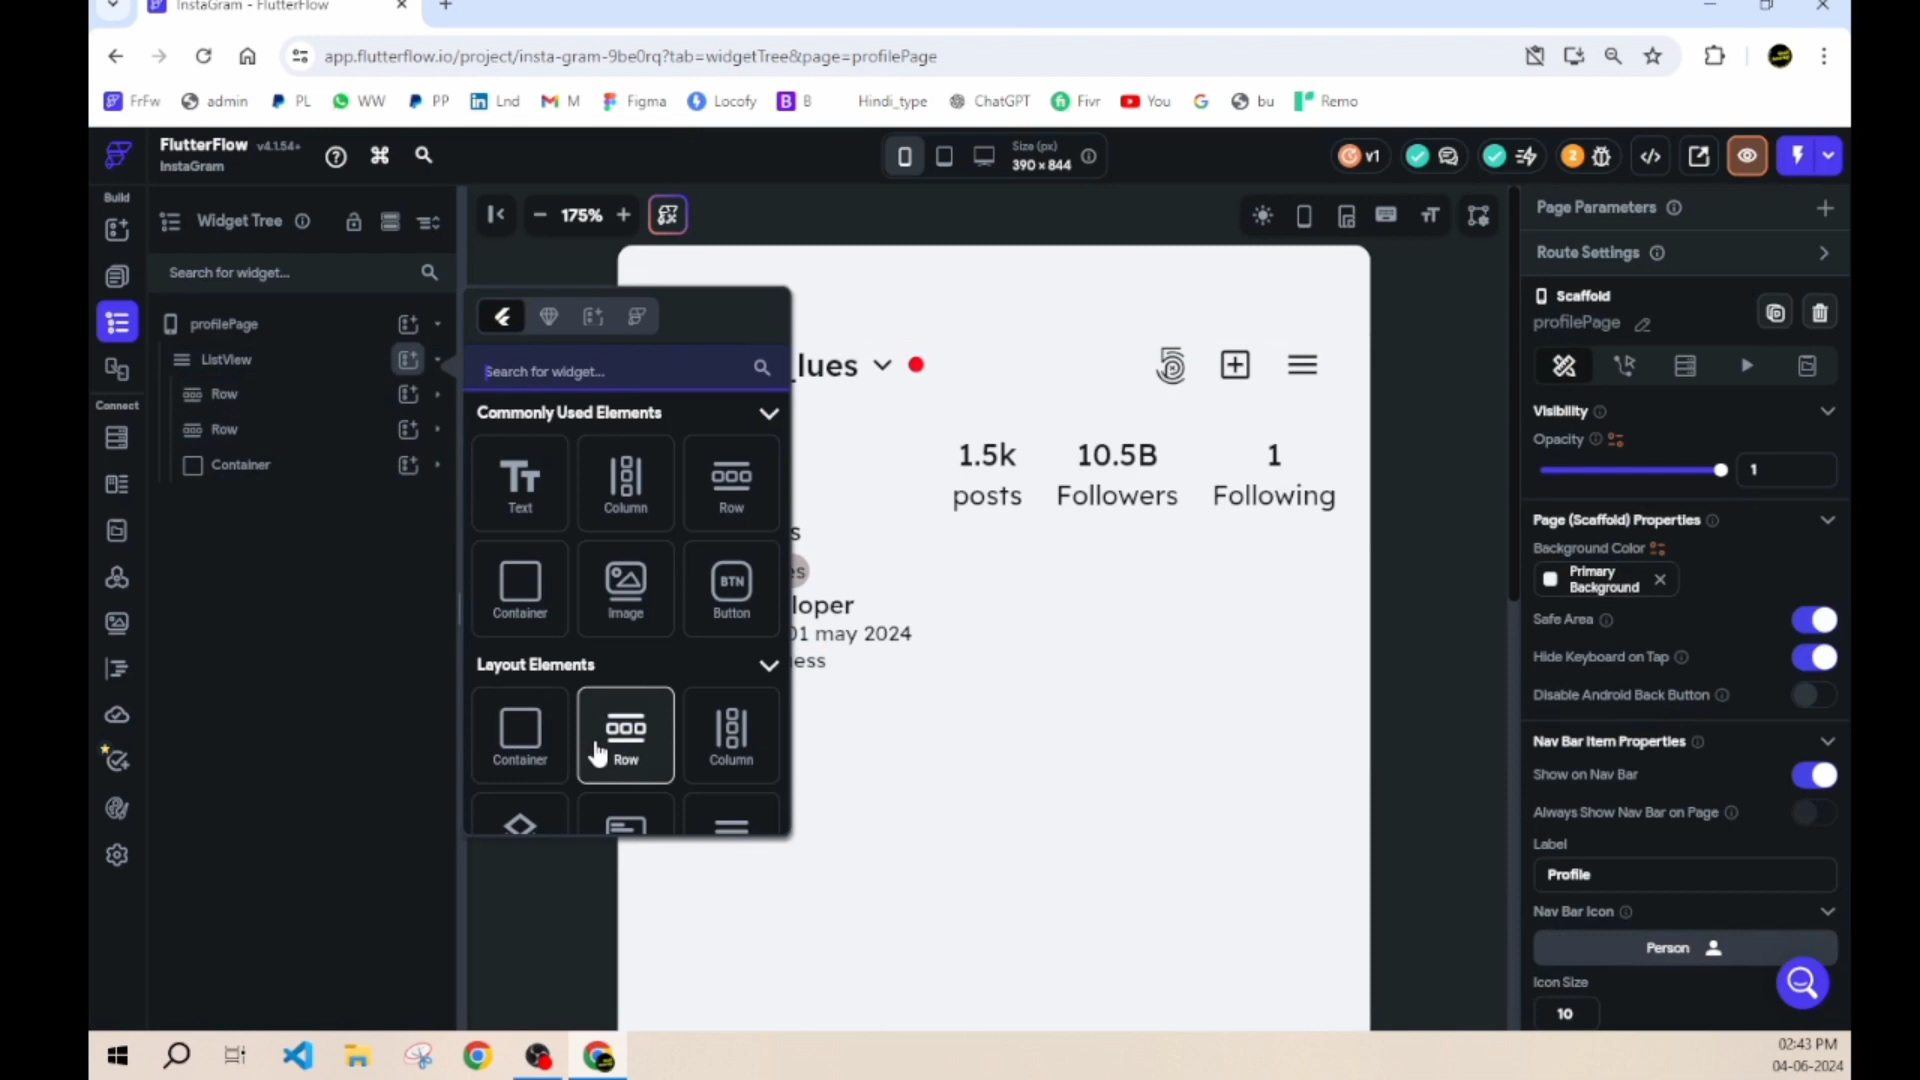 InstaGram - FlutterFlow
app.flutterflow.io/project/insta-gram-9be0rq?tab=widgetTree&page=profilePage
FrFw admin PL WW PP Lnd M Figma Locofy B Hindi_type ChatGPT Fivr You bu Remo
FlutterFlow v4.1.54+
InstaGram
Size (px)
390 × 844
v1
2
Build
Widget Tree
175%
Search for widget...
profilePage
ListView
Row
Row
Container
Connect
Search for widget...
Commonly Used Elements
Text Column Row
Container Image BTN Button
Layout Elements
Container Row Column
_lues
1.5k 10.5B 1
posts Followers Following
s
es
loper
01 may 2024
ess
Page Parameters
Route Settings
Scaffold
profilePage
Visibility
Opacity
1
Page (Scaffold) Properties
Background Color
Primary
Background
Safe Area
Hide Keyboard on Tap
Disable Android Back Button
Nav Bar Item Properties
Show on Nav Bar
Always Show Nav Bar on Page
Label
Profile
Nav Bar Icon
Person
Icon Size
10
02:43 PM
04-06-2024